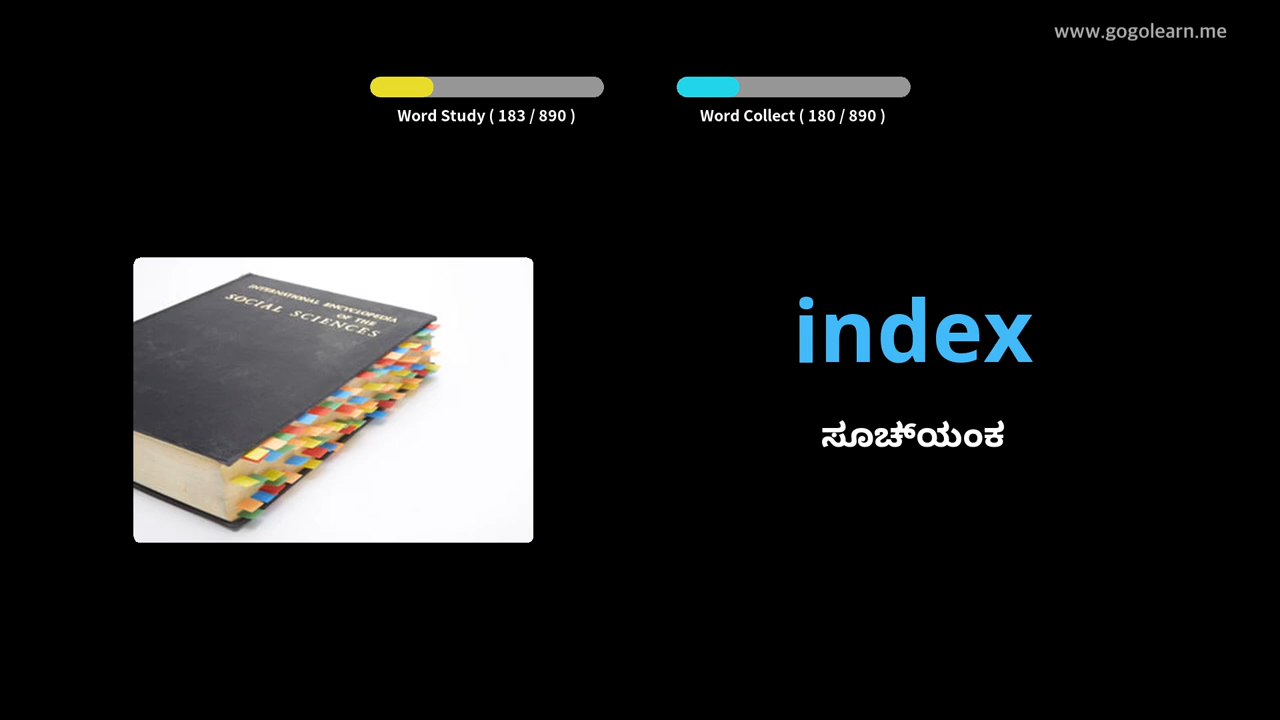 www.gogolearn.me
Word Study ( 183 / 890 )
Word Collect ( 180 / 890 )
INTERNATIONAL ENCYCLOPEDIA
OF THE
SOCIAL SCIENCES
index
ಸೂಚ್‌ಯಂಕ